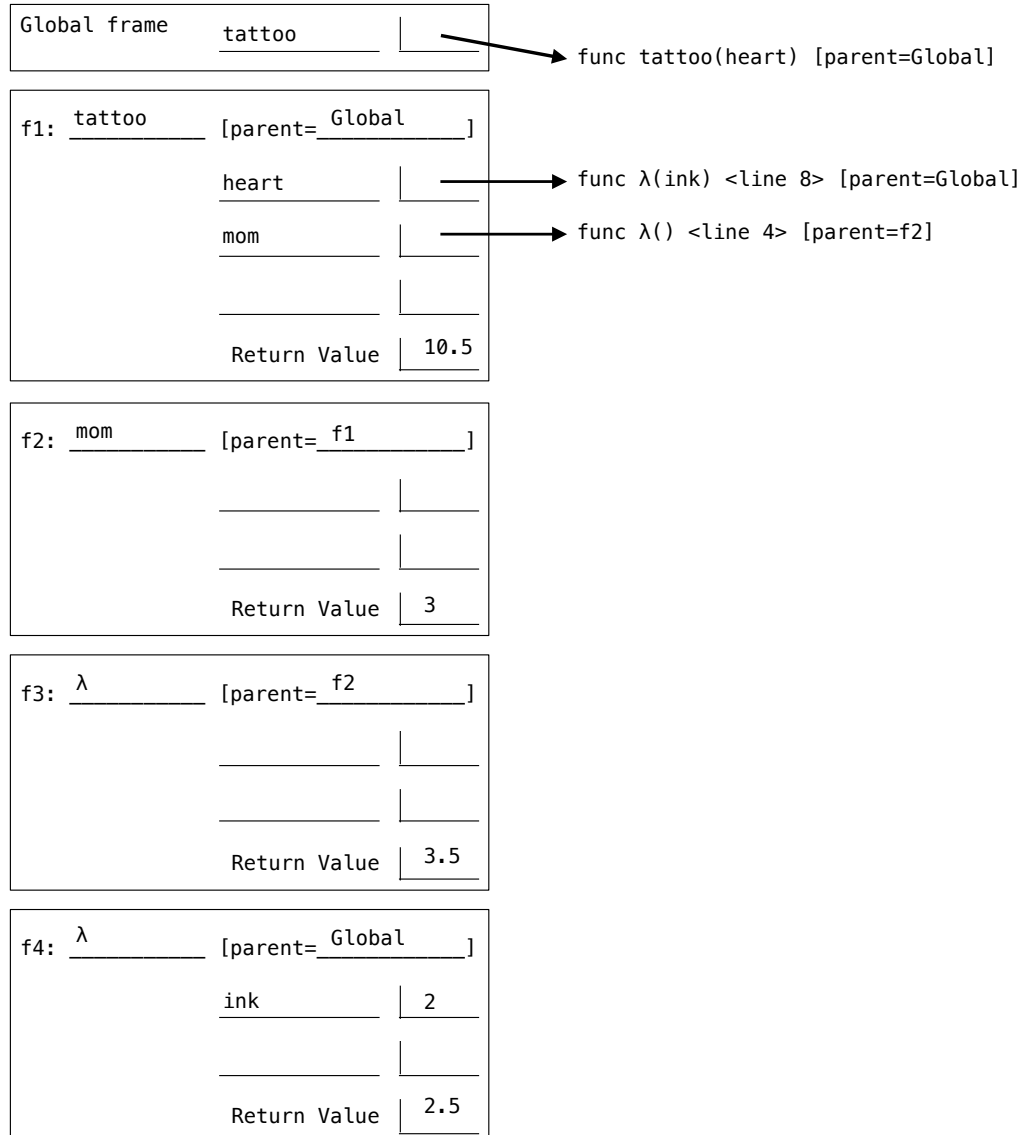 Global frame tattoo
func tattoo(heart) [parent=Global]
f1: tattoo [parent=Global]
heart
func λ(ink) <line 8> [parent=Global]
mom
func λ() <line 4> [parent=f2]
Return Value 10.5
f2: mom [parent=f1]
Return Value 3
f3: λ [parent=f2]
Return Value 3.5
f4: λ [parent=Global]
ink 2
Return Value 2.5